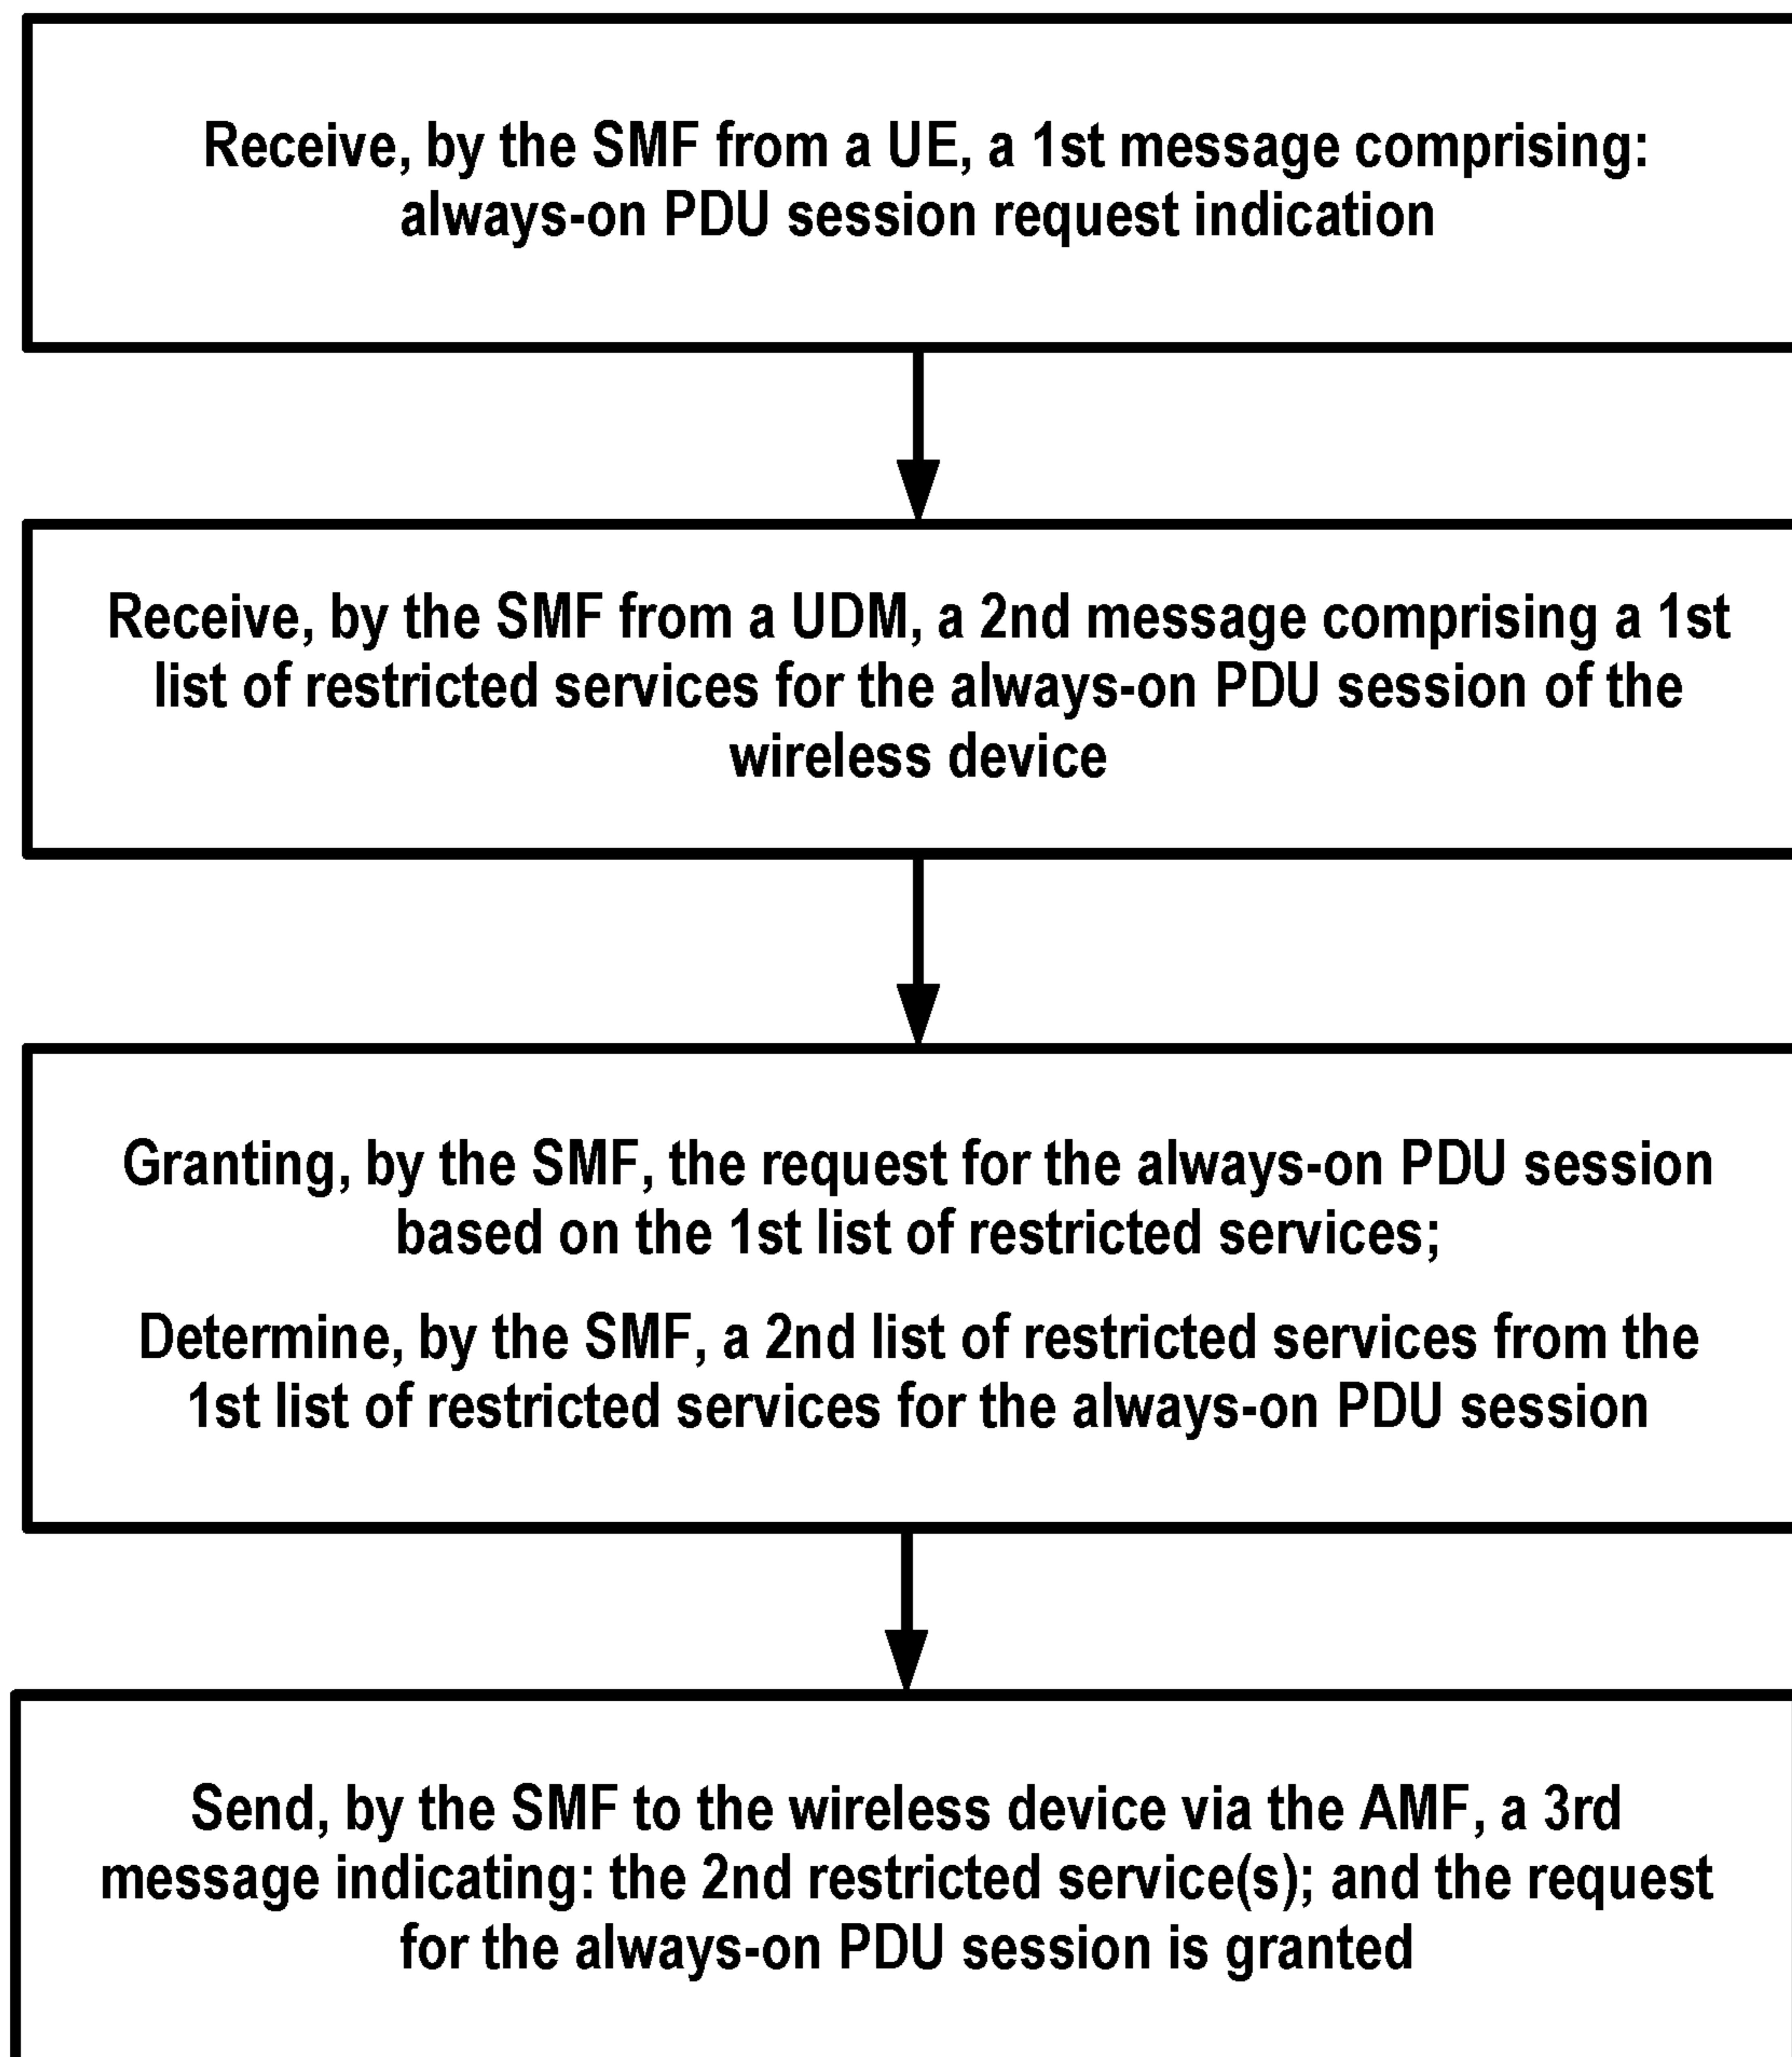 Receive, by the SMF from a UE, a 1st message comprising:
always-on PDU session request indication
Receive, by the SMF from a UDM, a 2nd message comprising a 1st
list of restricted services for the always-on PDU session of the
wireless device
Granting, by the SMF, the request for the always-on PDU session
based on the 1st list of restricted services;
Determine, by the SMF, a 2nd list of restricted services from the
1st list of restricted services for the always-on PDU session
Send, by the SMF to the wireless device via the AMF, a 3rd
message indicating: the 2nd restricted service(s); and the request
for the always-on PDU session is granted